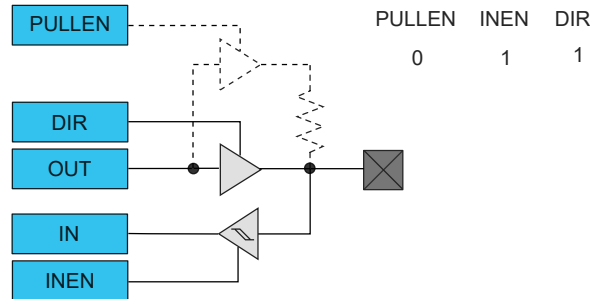 PULLEN
PULLEN INEN DIR
0 1 1
DIR
OUT
IN
INEN